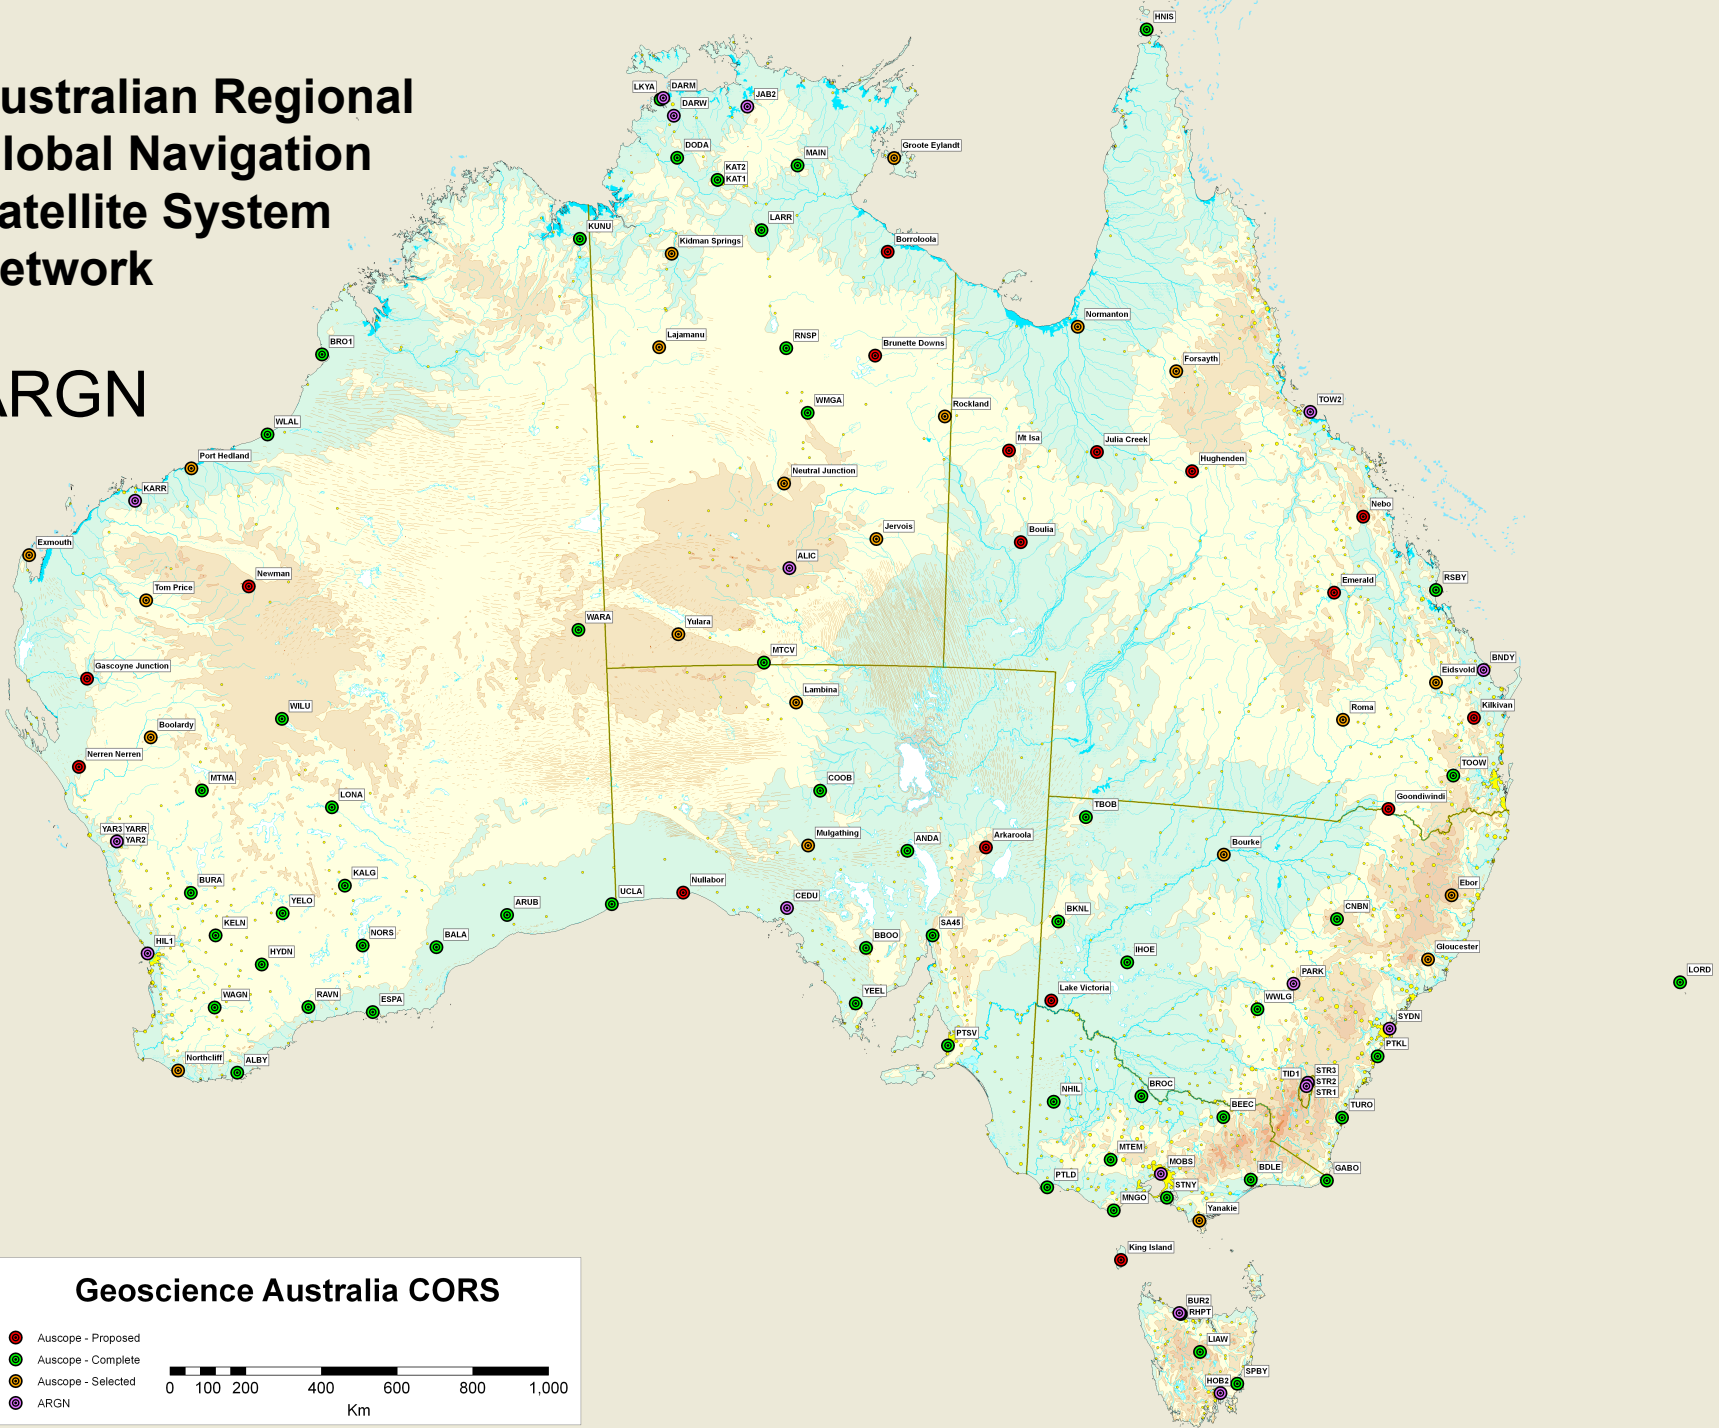 ustralian Regional
lobal Navigation
atellite System
etwork
ARGN
HNIS
LKYA
DARM
DARW
JAB2
DODA
KAT2
KAT1
MAIN
Groote Eylandt
LARR
KUNU
Kidman Springs
Borroloola
Normanton
BRO1
Lajamanu
RNSP
Brunette Downs
Forsayth
WLAL
WMGA
Rockland
TOW2
Port Hedland
Mt Isa
Julia Creek
Hughenden
KARR
Neutral Junction
Nebo
Exmouth
Jervois
Boulia
ALIC
Newman
Tom Price
Emerald
RSBY
WARA
Yulara
MTCV
Gascoyne Junction
BNDY
Eidsvold
Lambina
WILU
Roma
Kilkivan
Boolardy
Nerren Nerren
MTMA
COOB
TOOW
LONA
TBOB
Goondiwindi
YAR3 YARR
YAR2
Mulgathing
ANDA
Arkaroola
Bourke
BURA
KALG
UCLA
Nullabor
CEDU
Ebor
YELO
ARUB
BKNL
CNBN
KELN
NORS
BALA
BBOO
SA45
HIL1
HYDN
IHOE
Gloucester
LORD
PARK
WAGN
RAVN
ESPA
YEEL
Lake Victoria
WWLG
SYDN
PTSV
PTKL
Northcliff
ALBY
TID1
STR3
STR2
STR1
NHIL
BROC
BEEC
TURO
MTEM
MOBS
PTLD
BDLE
GABO
STNY
MNGO
Yanakie
King Island
BUR2
RHPT
LIAW
SPBY
HOB2
Geoscience Australia CORS
Auscope - Proposed
Auscope - Complete
Auscope - Selected
ARGN
0 100 200 400 600 800 1,000
Km